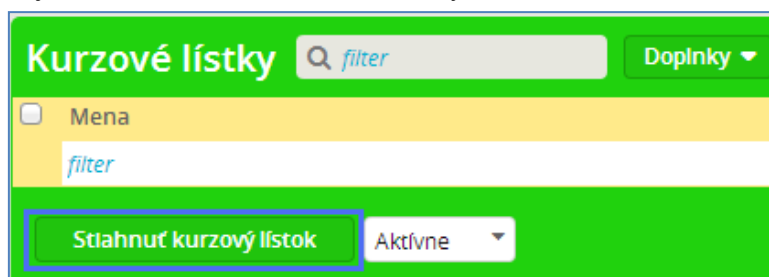 Kurzové lístky filter Doplnky
Mena
filter
Stiahnuť kurzový lístok Aktívne